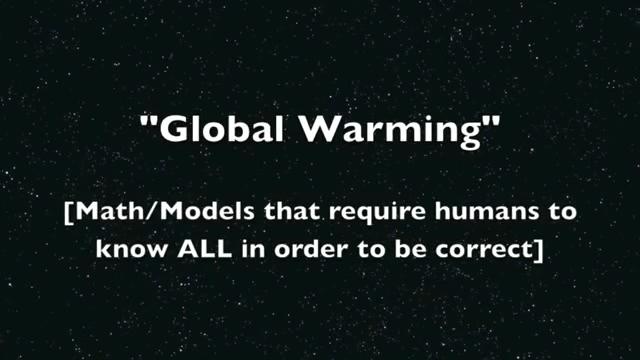 "Global Warming"
[Math/Models that require humans to
know ALL in order to be correct]